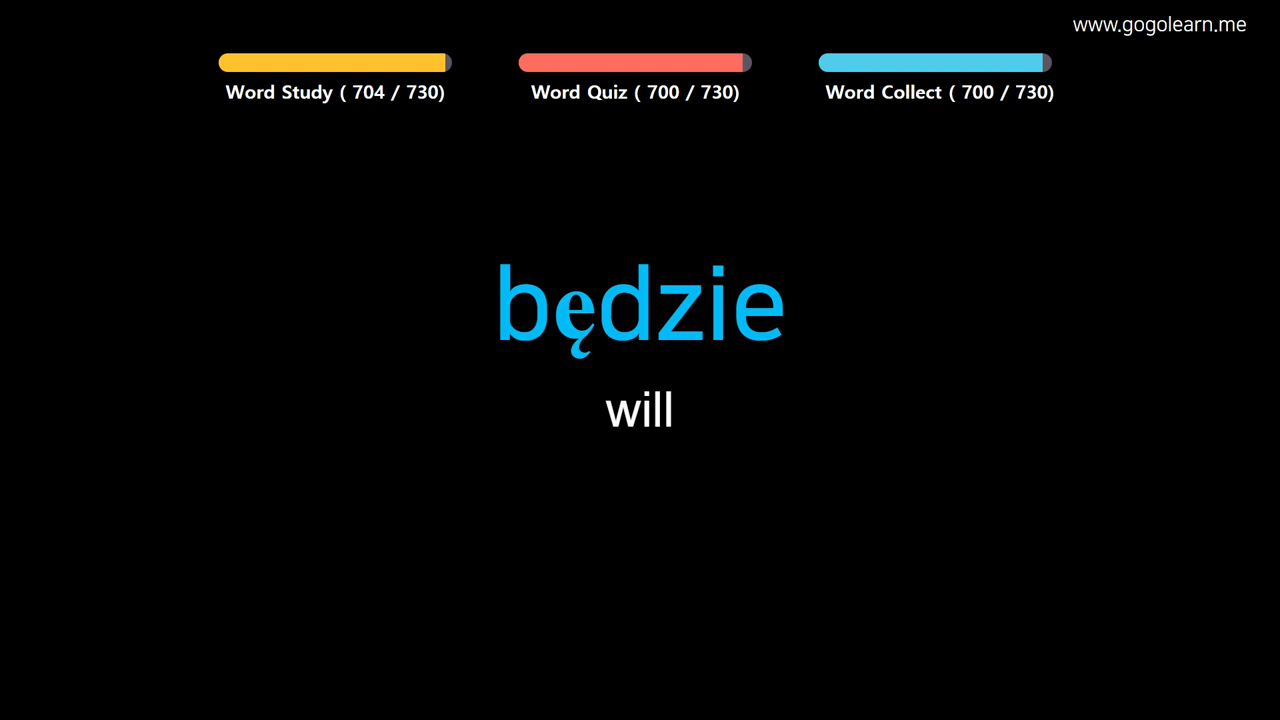 www.gogolearn.me
Word Study ( 704 / 730)
Word Quiz ( 700 / 730)
Word Collect ( 700 / 730)
będzie
will